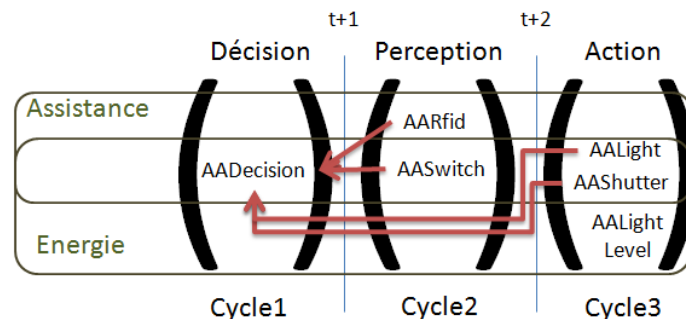 t+1
t+2
Décision
Perception
Action
Assistance
AARfid
AADecision
AASwitch
AALight
AAShutter
Energie
AALight
Level
Cycle1
Cycle2
Cycle3